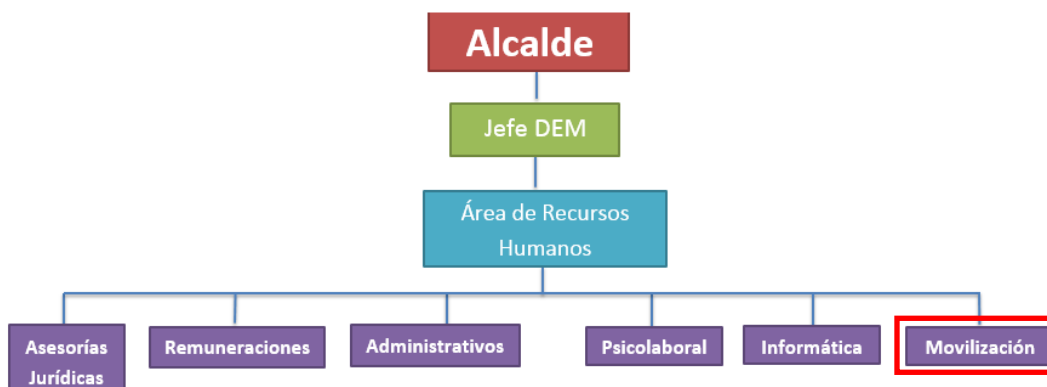 Alcalde
Jefe DEM
Área de Recursos
Humanos
Asesorías
Jurídicas
Remuneraciones
Administrativos
Psicolaboral
Informática
Movilización